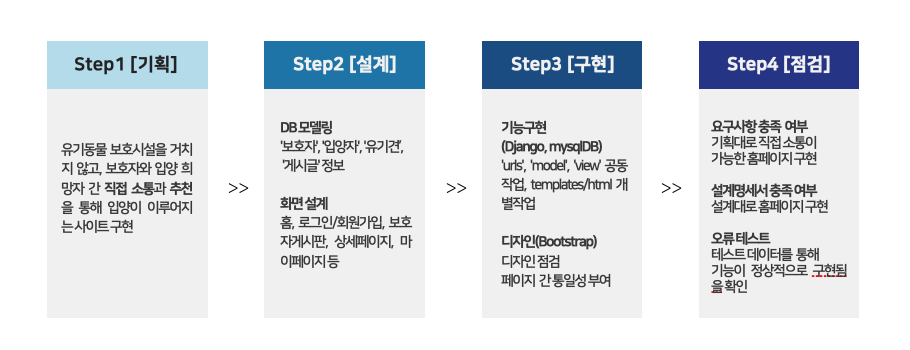 Step1 [기획]
유기동물 보호시설을 거치
지 않고, 보호자와 입양 희
망자 간 직접 소통과 추천
을 통해 입양이 이루어지
는 사이트 구현
>>
Step2 [설계]
DB 모델링
'보호자', '입양자', '유기견',
'게시글' 정보
화면 설계
홈, 로그인/회원가입, 보호
자게시판, 상세페이지, 마
이페이지 등
>>
Step3 [구현]
기능구현
(Django, mysqlDB)
'urls', 'model', 'view' 공동
작업, templates/html 개
별작업
디자인(Bootstrap)
디자인 점검
페이지 간 통일성 부여
>>
Step4 [점검]
요구사항 충족 여부
기획대로 직접 소통이
가능한 홈페이지 구현
설계명세서 충족 여부
설계대로 홈페이지 구현
오류 테스트
테스트 데이터를 통해
기능이 정상적으로 구현됨
을 확인